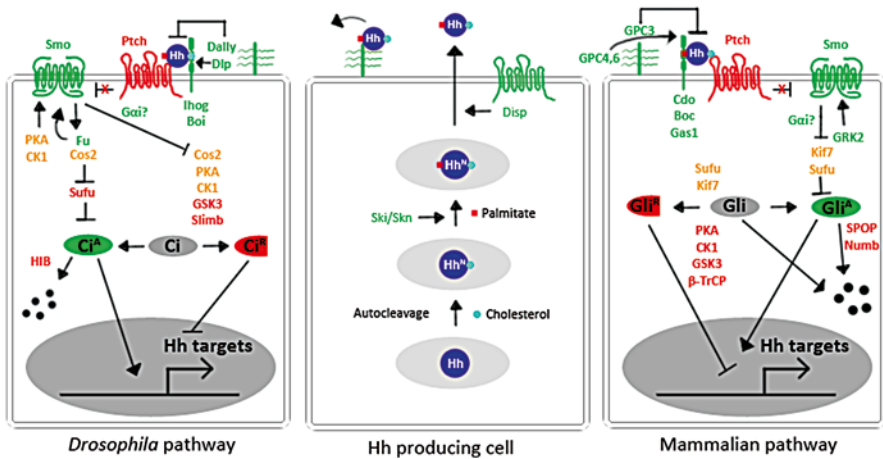 Smo
Ptch
Hh
Dally
Dlp
Ihog
Boi
Gαi?
PKA
CK1
Fu
Cos2
Sufu
Cos2
PKA
CK1
GSK3
Slimb
Ciᴬ
Ci
Ciᴿ
HIB
Hh targets
Drosophila pathway
Hh
Hh
Disp
Hhᴺ
Ski/Skn
Palmitate
Hhᴺ
Autocleavage
Cholesterol
Hh
Hh producing cell
GPC3
GPC4,6
Hh
Ptch
Smo
Cdo
Boc
Gas1
Gαi?
GRK2
Kif7
Sufu
Sufu
Kif7
Gliᴿ
Gli
Gliᴬ
PKA
CK1
GSK3
β-TrCP
SPOP
Numb
Hh targets
Mammalian pathway